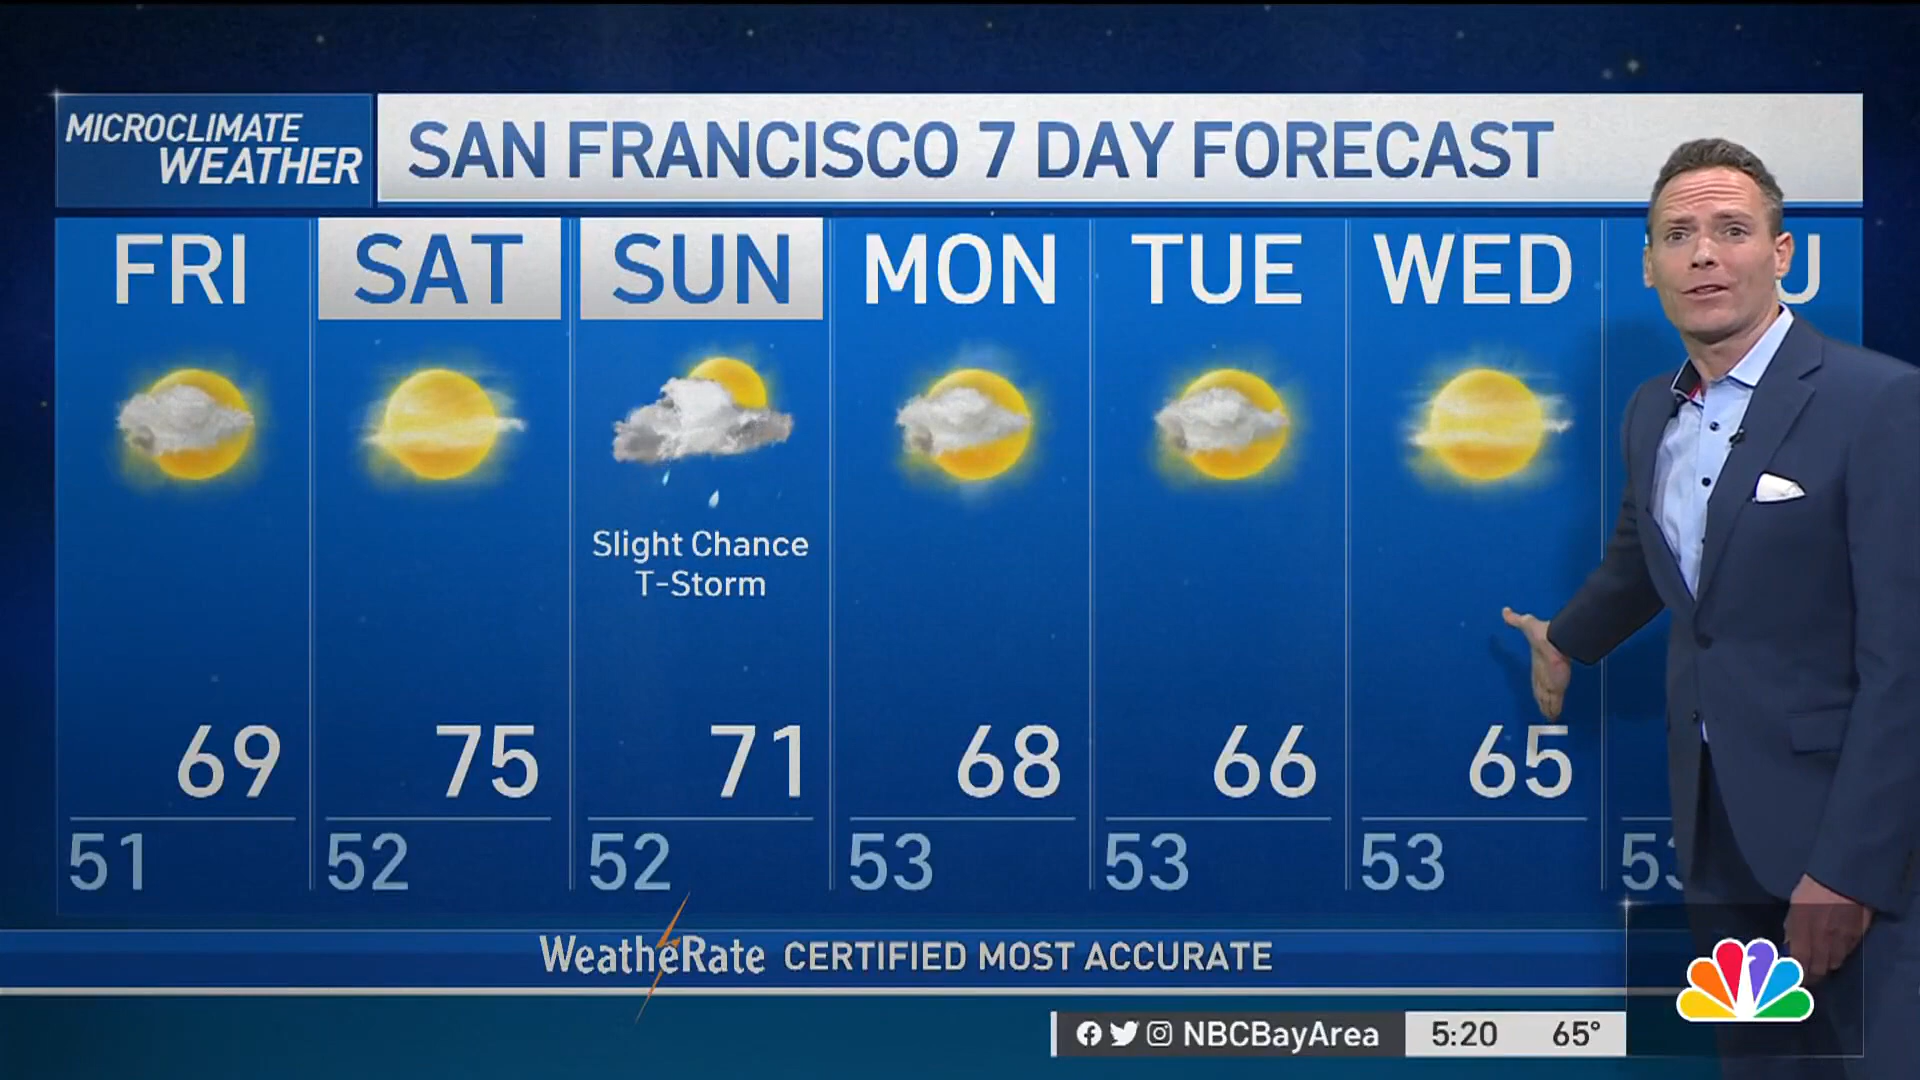 MICROCLIMATE
WEATHER
SAN FRANCISCO 7 DAY FORECAST
FRI SAT SUN MON TUE WED
Slight Chance
T-Storm
69 75 71 68 66 65
51 52 52 53 53 53
WeatheRate CERTIFIED MOST ACCURATE
NBCBayArea 5:20 65°